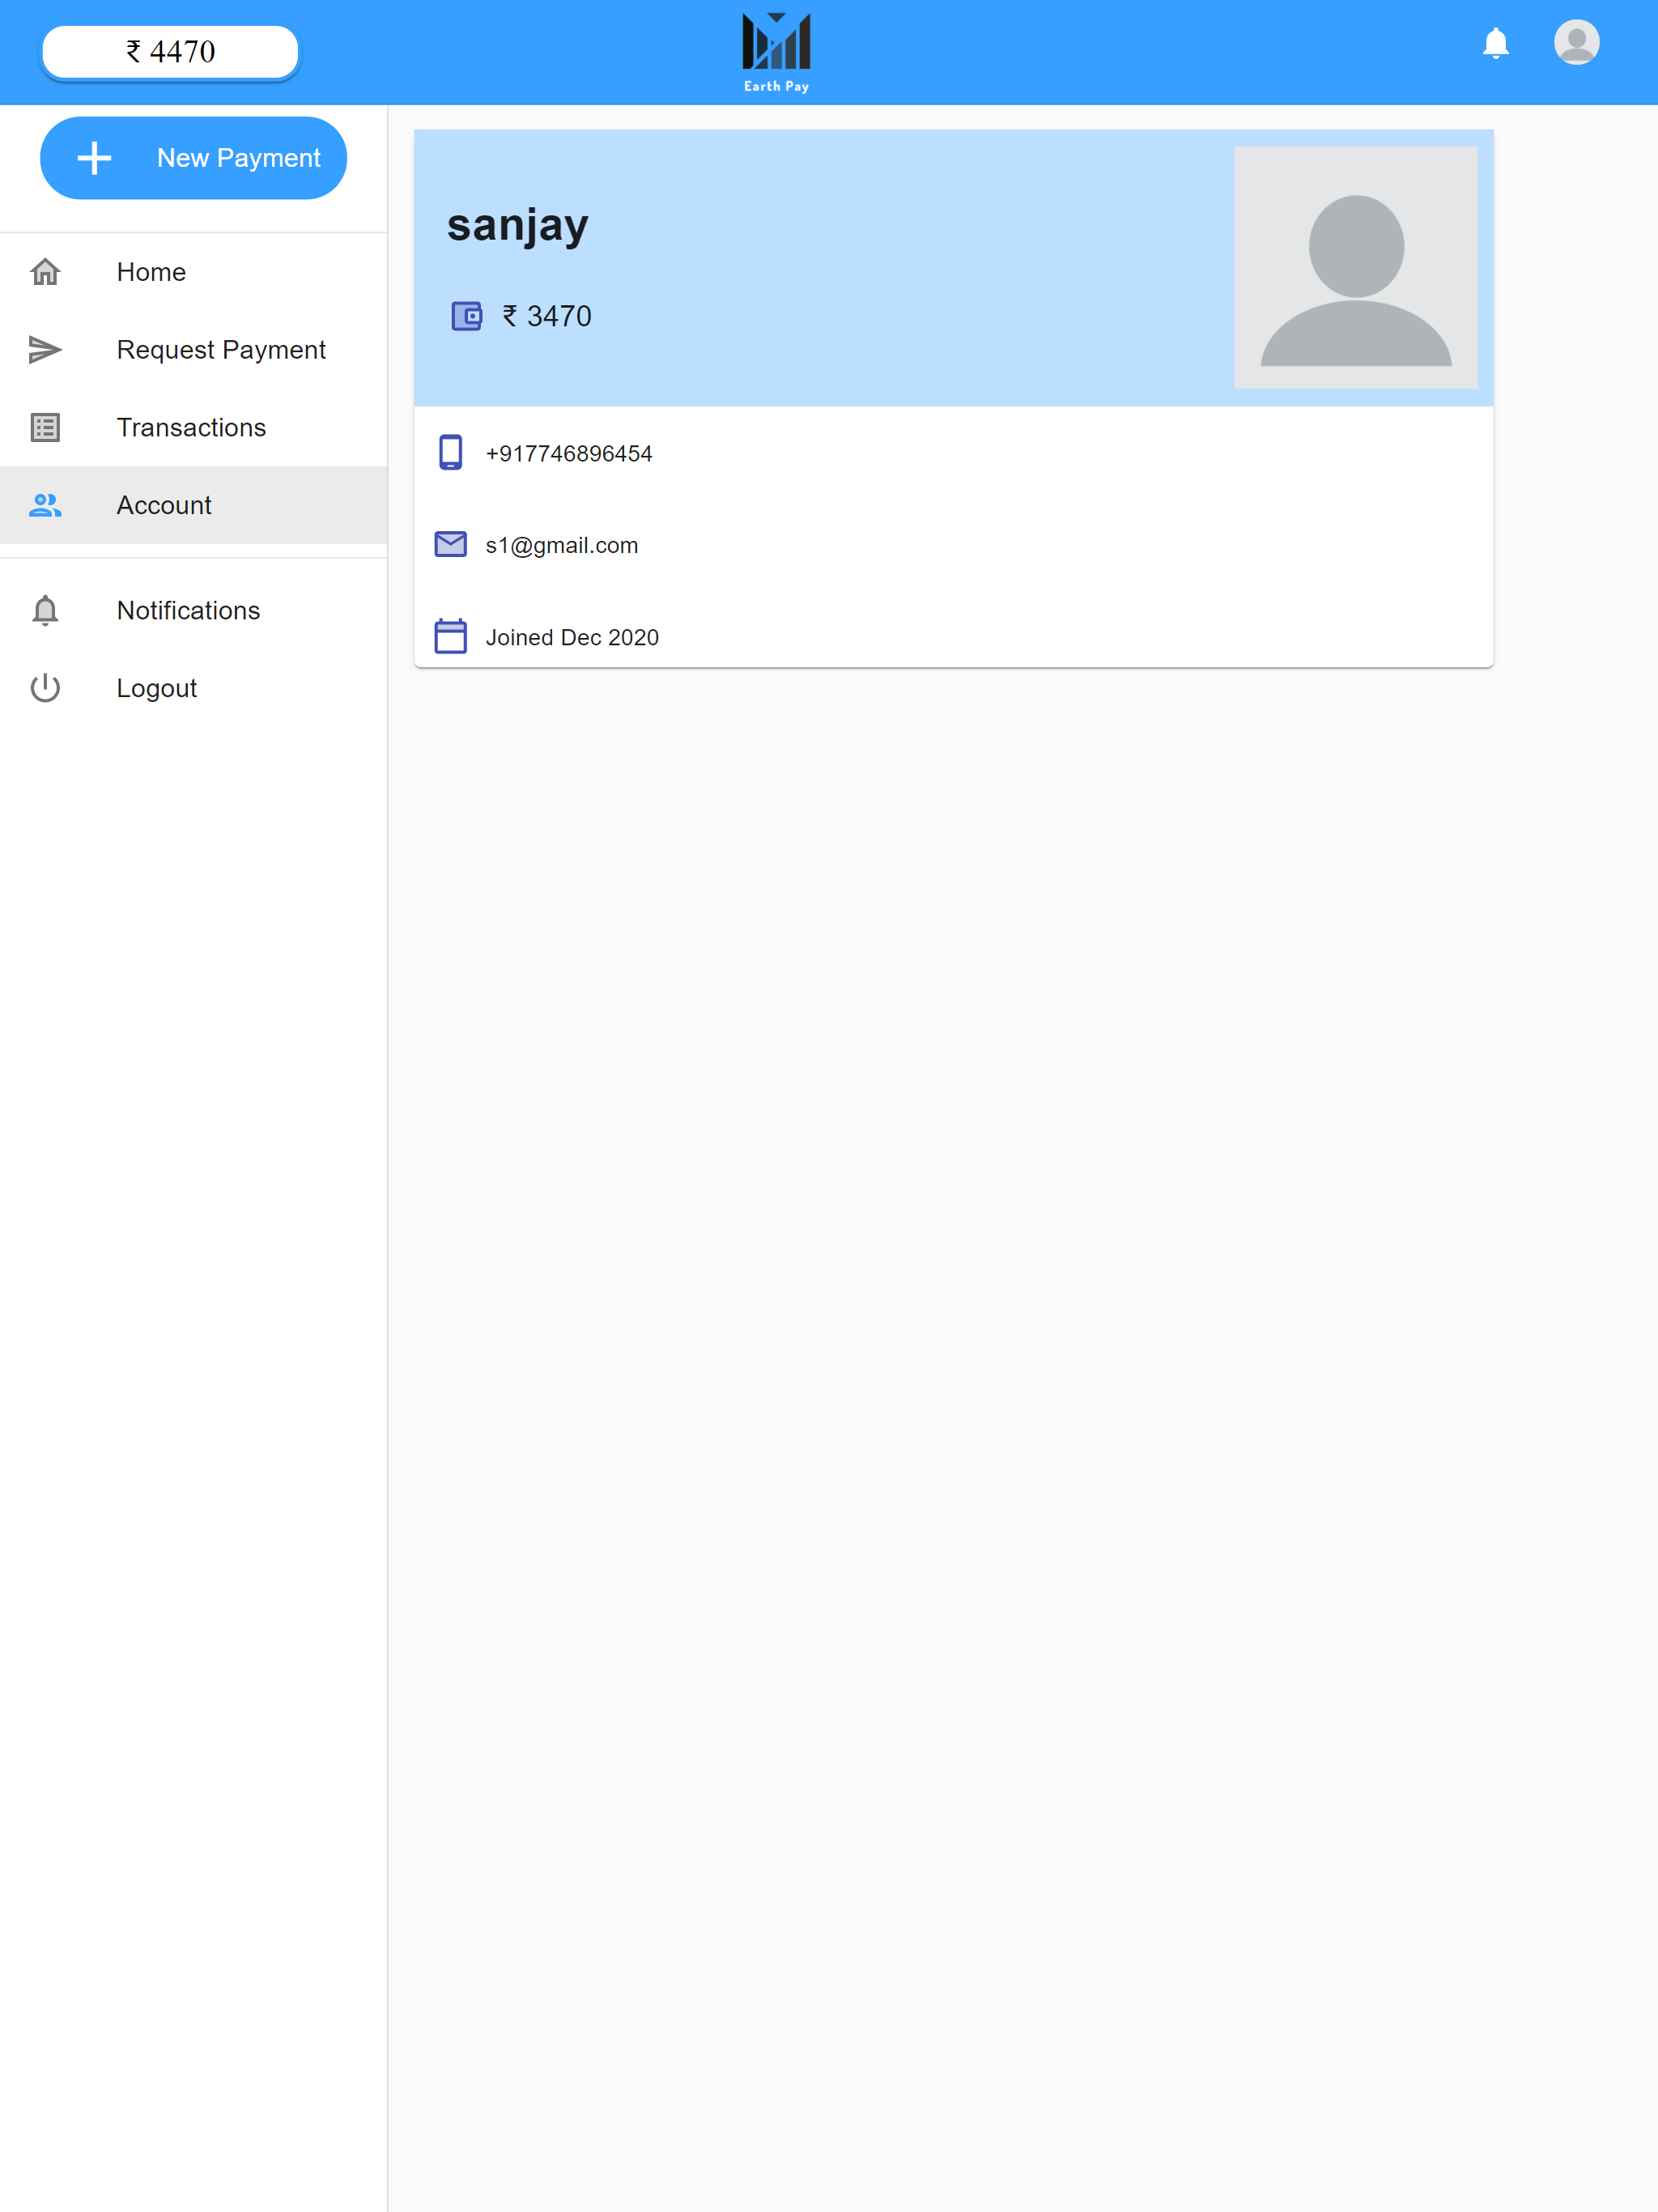 ₹ 4470
Earth Pay
New Payment
Home
Request Payment
Transactions
Account
Notifications
Logout
sanjay
₹ 3470
+917746896454
s1@gmail.com
Joined Dec 2020